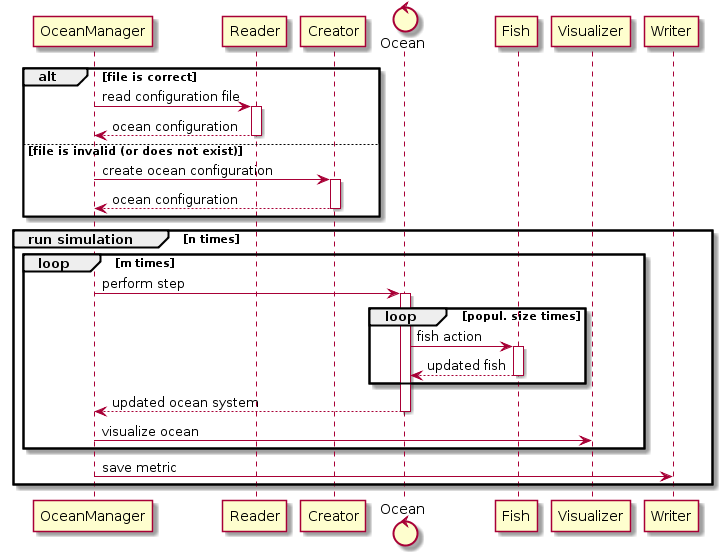 OceanManager Reader Creator Ocean Fish Visualizer Writer
alt [file is correct]
read configuration file
ocean configuration
[file is invalid (or does not exist)]
create ocean configuration
ocean configuration
run simulation [n times]
loop [m times]
perform step
loop [popul. size times]
fish action
updated fish
updated ocean system
visualize ocean
save metric
OceanManager Reader Creator Ocean Fish Visualizer Writer